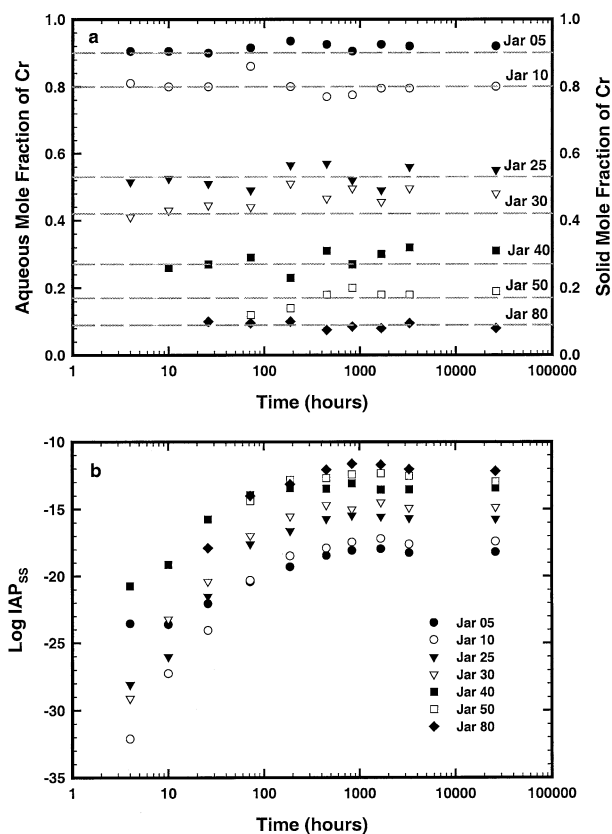 a
Aqueous Mole Fraction of Cr
Solid Mole Fraction of Cr
1.0
0.8
0.6
0.4
0.2
0.0
1.0
0.8
0.6
0.4
0.2
0.0
Jar 05
Jar 10
Jar 25
Jar 30
Jar 40
Jar 50
Jar 80
1 10 100 1000 10000 100000
Time (hours)
b
Log IAPss
-10
-15
-20
-25
-30
-35
Jar 05
Jar 10
Jar 25
Jar 30
Jar 40
Jar 50
Jar 80
1 10 100 1000 10000 100000
Time (hours)